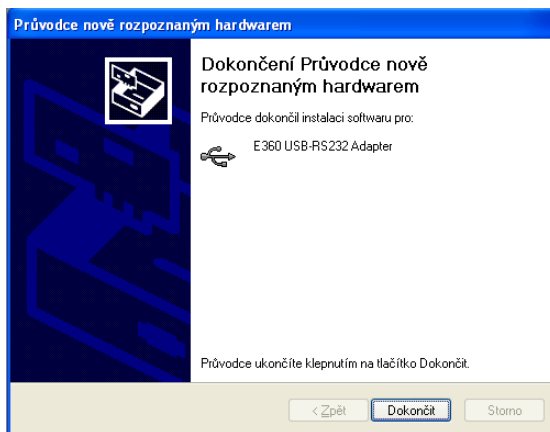 Průvodce nově rozpoznaným hardwarem
Dokončení Průvodce nově
rozpoznaným hardwarem
Průvodce dokončil instalaci softwaru pro:
E360 USB-RS232 Adapter
Průvodce ukončíte klepnutím na tlačítko Dokončit.
< Zpět Dokončit Storno